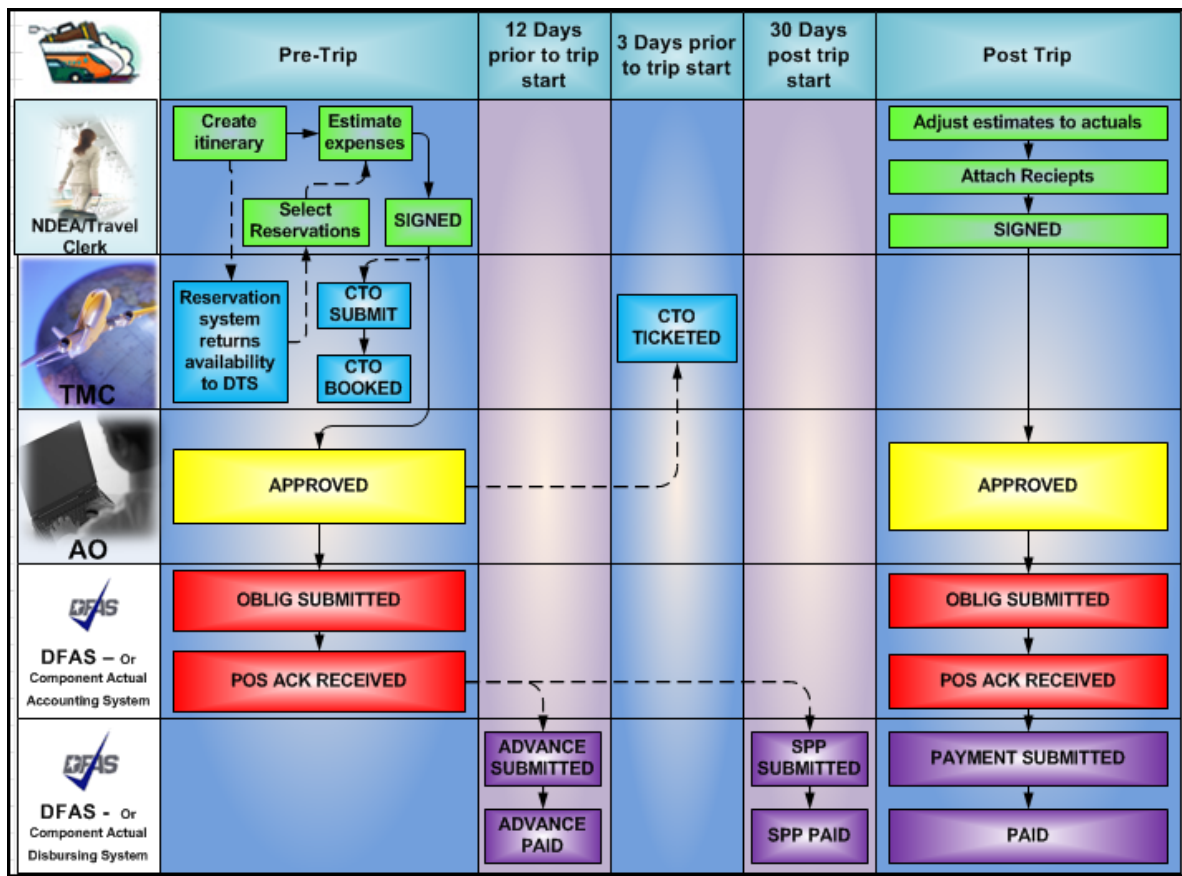 Pre-Trip
12 Days
prior to trip
start
3 Days prior
to trip start
30 Days
post trip
start
Post Trip
NDEA/Travel
Clerk
Create
itinerary
Estimate
expenses
Select
Reservations
SIGNED
Adjust estimates to actuals
Attach Reciepts
SIGNED
TMC
Reservation
system
returns
availability
to DTS
CTO
SUBMIT
CTO
BOOKED
CTO
TICKETED
AO
APPROVED
APPROVED
DFAS
DFAS – Or
Component Actual
Accounting System
OBLIG SUBMITTED
POS ACK RECEIVED
OBLIG SUBMITTED
POS ACK RECEIVED
DFAS
DFAS - Or
Component Actual
Disbursing System
ADVANCE
SUBMITTED
ADVANCE
PAID
SPP
SUBMITTED
SPP PAID
PAYMENT SUBMITTED
PAID